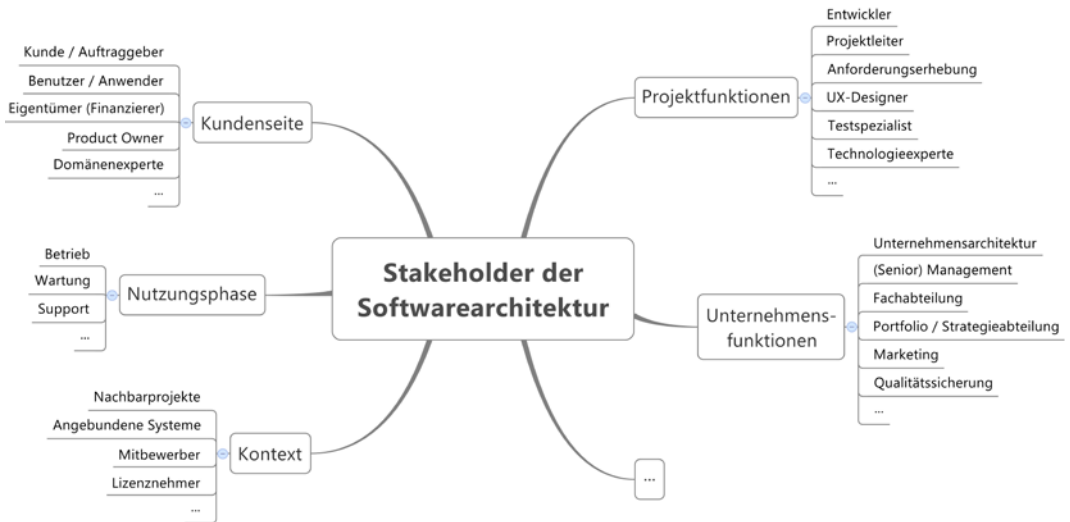 Stakeholder der
Softwarearchitektur
Kundenseite
Kunde / Auftraggeber
Benutzer / Anwender
Eigentümer (Finanzierer)
Product Owner
Domänenexperte
...
Nutzungsphase
Betrieb
Wartung
Support
...
Kontext
Nachbarprojekte
Angebundene Systeme
Mitbewerber
Lizenznehmer
...
Projektfunktionen
Entwickler
Projektleiter
Anforderungserhebung
UX-Designer
Testspezialist
Technologieexperte
...
Unternehmens-
funktionen
Unternehmensarchitektur
(Senior) Management
Fachabteilung
Portfolio / Strategieabteilung
Marketing
Qualitätssicherung
...
...